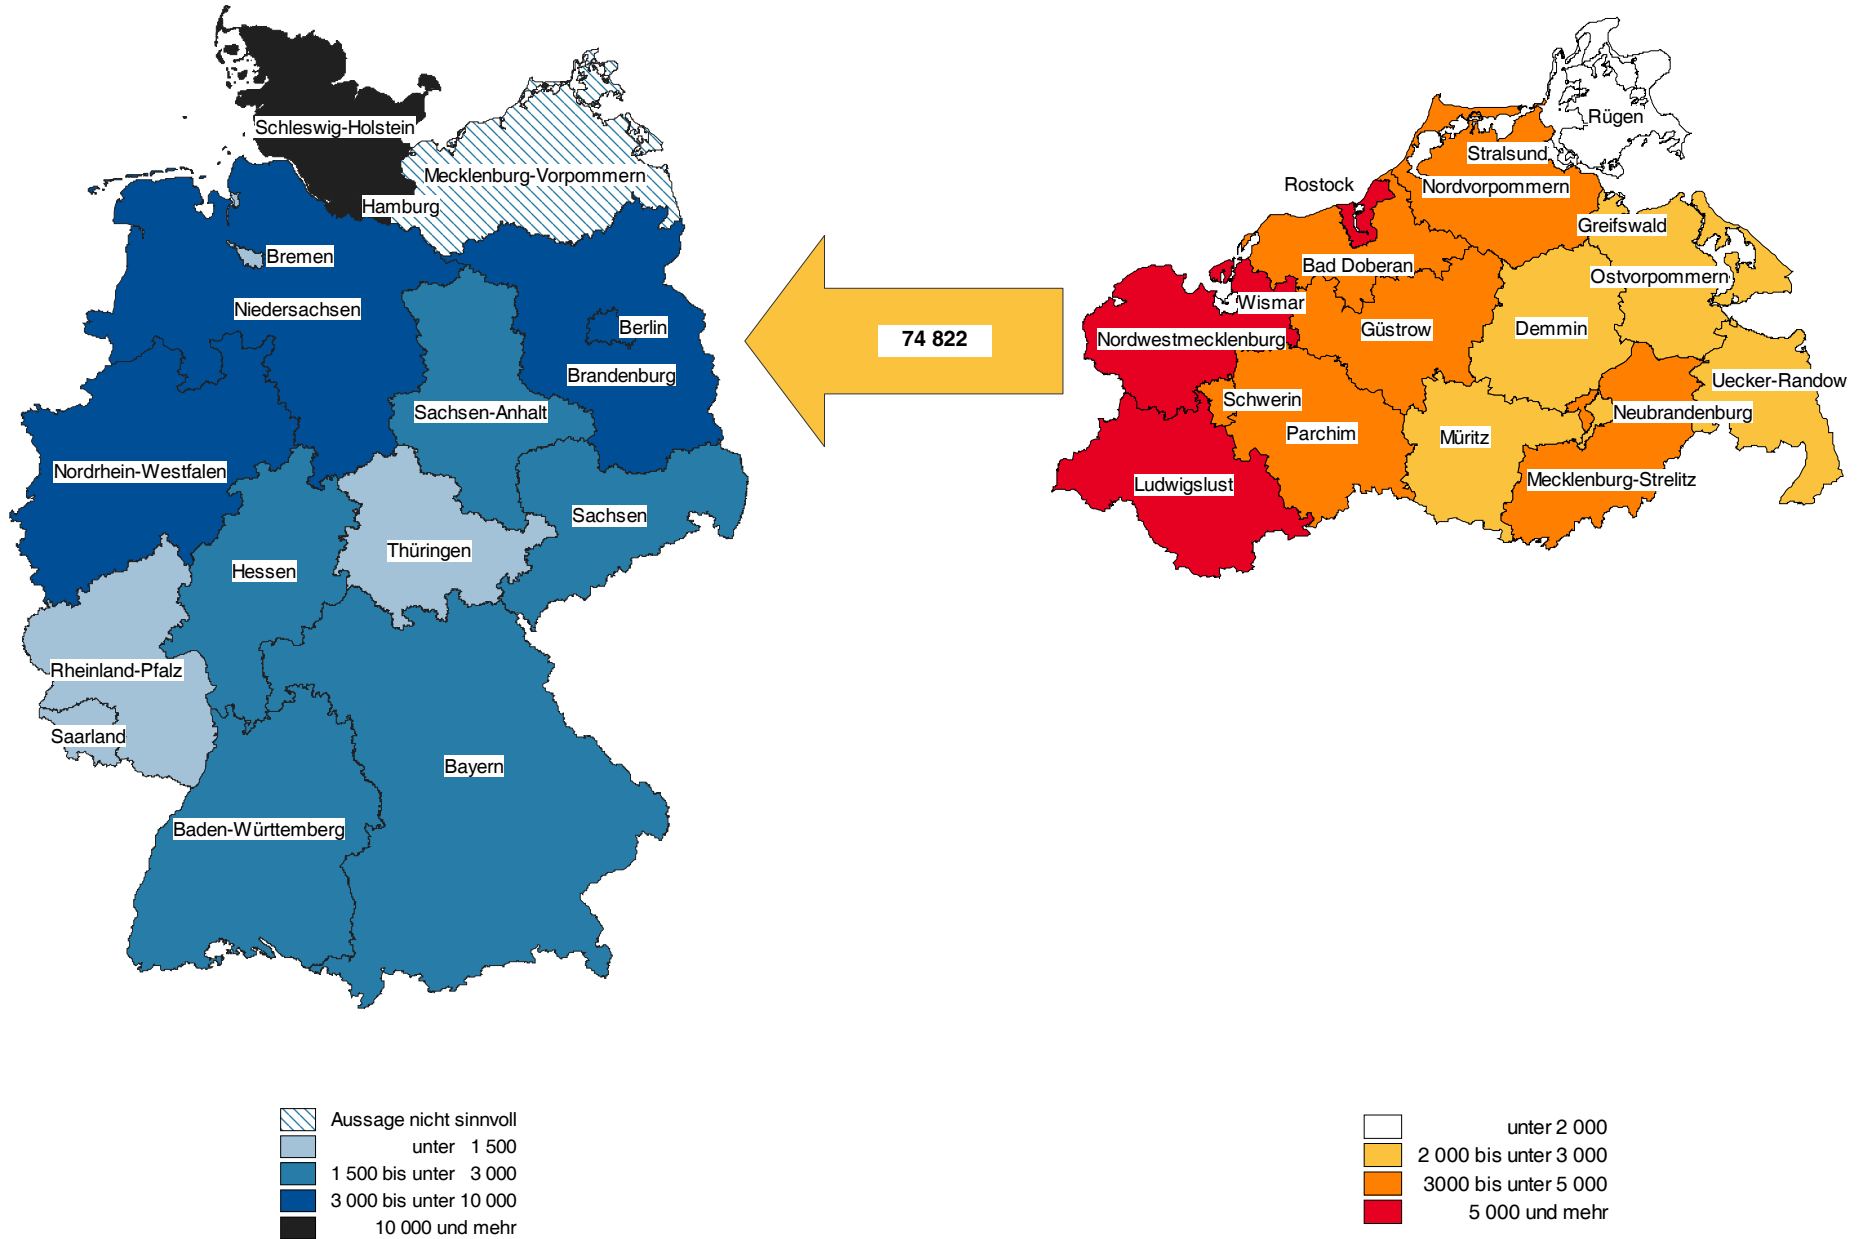 Schleswig-Holstein
Mecklenburg-Vorpommern
Hamburg
Bremen
Niedersachsen
Berlin
Brandenburg
Sachsen-Anhalt
Nordrhein-Westfalen
Sachsen
Thüringen
Hessen
Rheinland-Pfalz
Saarland
Bayern
Baden-Württemberg
74 822
Rügen
Stralsund
Rostock
Nordvorpommern
Greifswald
Bad Doberan
Ostvorpommern
Wismar
Güstrow
Demmin
Nordwestmecklenburg
Uecker-Randow
Schwerin
Neubrandenburg
Parchim
Müritz
Ludwigslust
Mecklenburg-Strelitz
Aussage nicht sinnvoll
unter 1 500
1 500 bis unter 3 000
3 000 bis unter 10 000
10 000 und mehr
unter 2 000
2 000 bis unter 3 000
3000 bis unter 5 000
5 000 und mehr